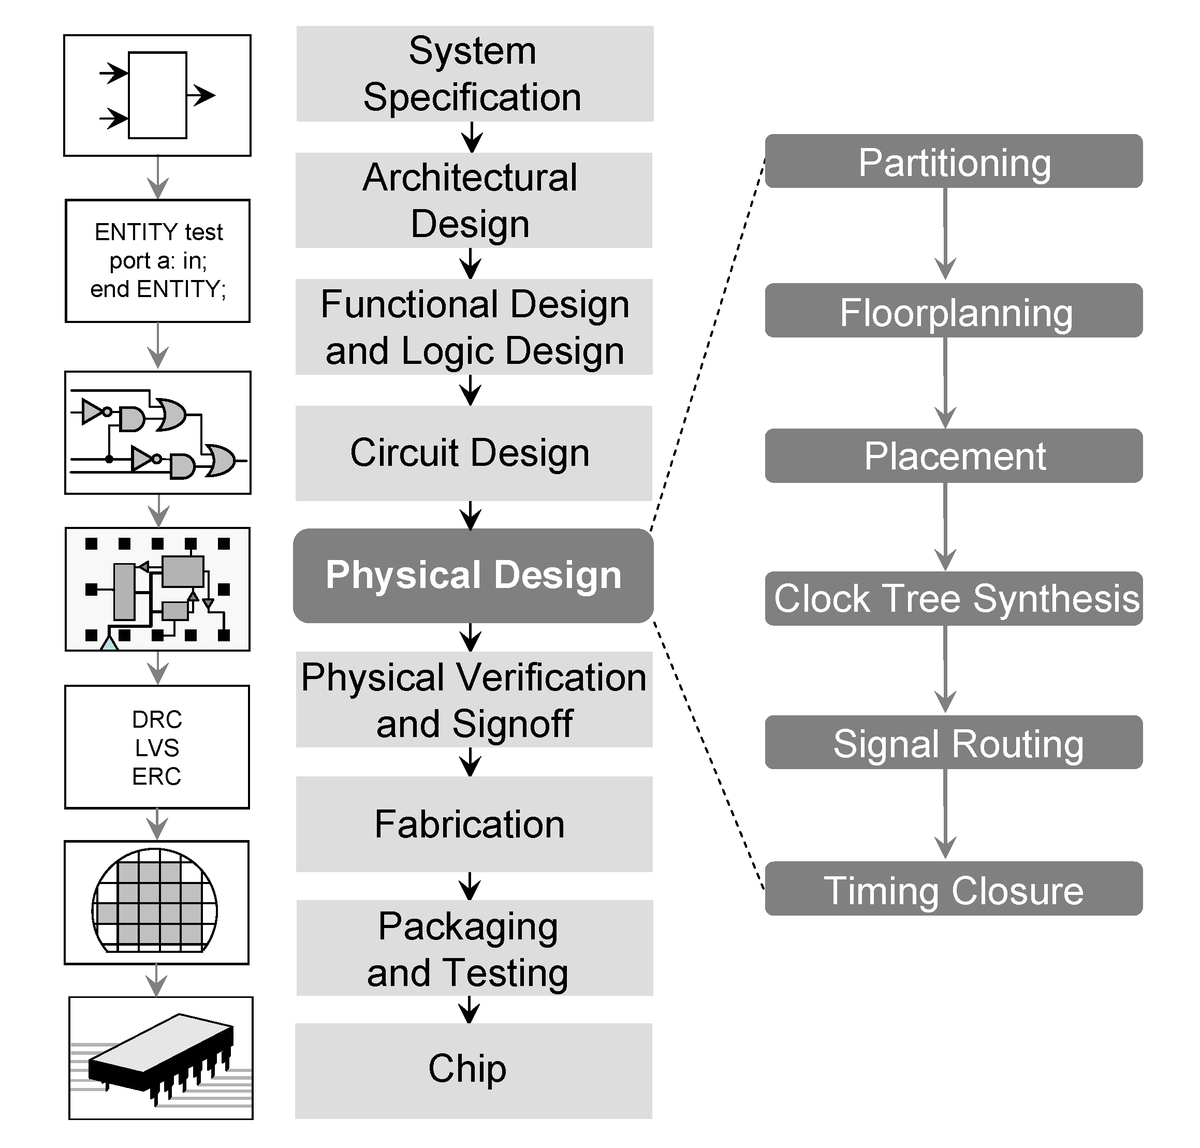 System
Specification
Architectural
Design
ENTITY test
port a: in;
end ENTITY;
Functional Design
and Logic Design
Circuit Design
Physical Design
DRC
LVS
ERC
Physical Verification
and Signoff
Fabrication
Packaging
and Testing
Chip
Partitioning
Floorplanning
Placement
Clock Tree Synthesis
Signal Routing
Timing Closure